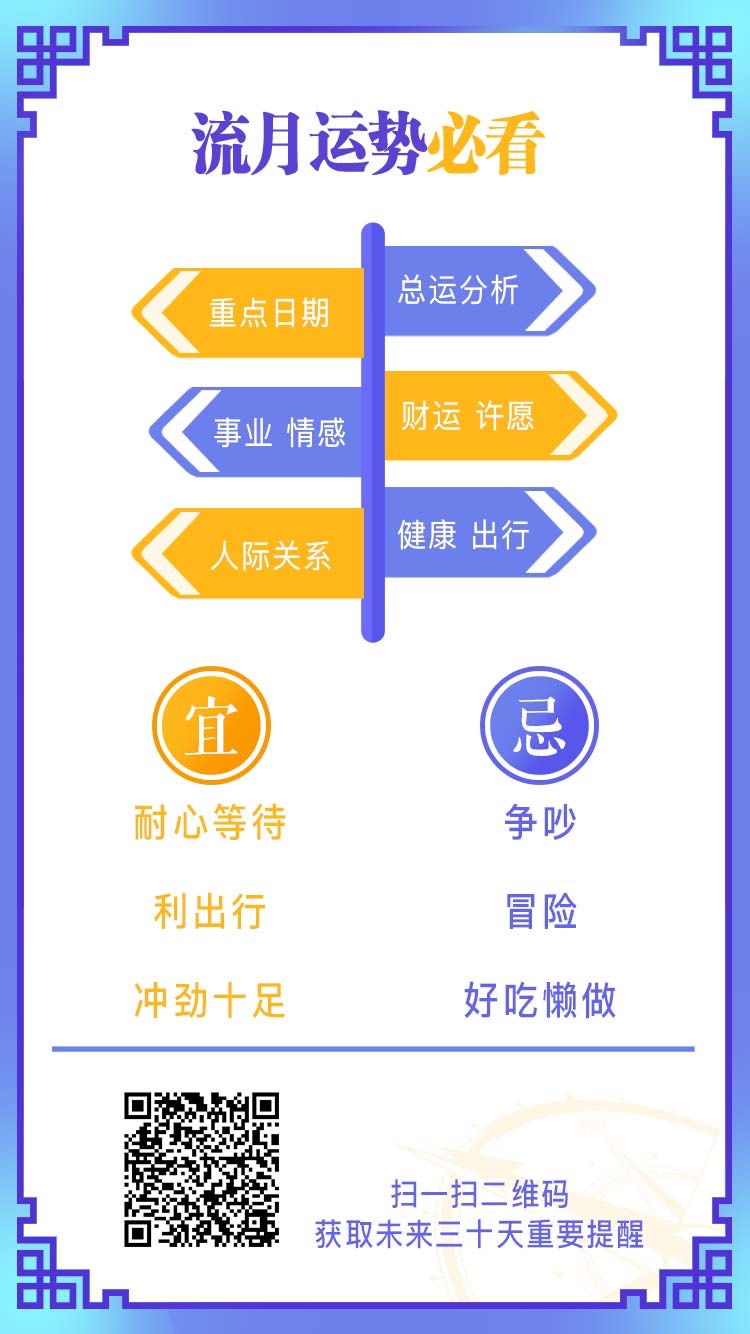 流月运势必看
总运分析
重点日期
财运 许愿
事业 情感
健康 出行
人际关系
宜
忌
耐心等待
争吵
利出行
冒险
冲劲十足
好吃懒做
扫一扫二维码
获取未来三十天重要提醒